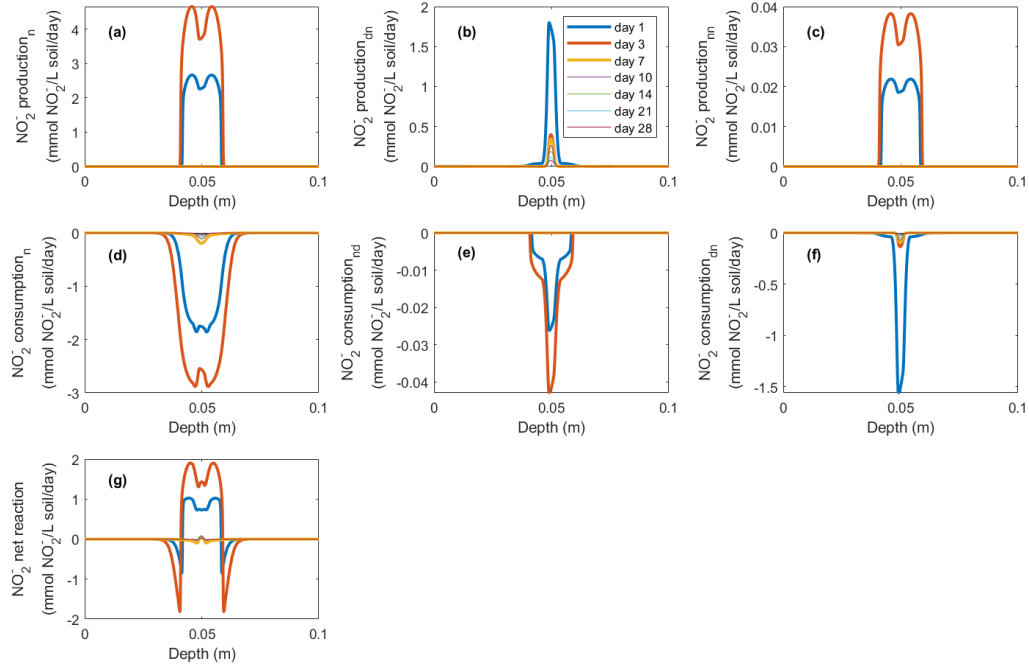 NO₂⁻ production_n
(mmol NO₂⁻/L soil/day)
(a)
4
3
2
1
0
0
0.05
0.1
Depth (m)
NO₂⁻ production_dn
(mmol NO₂⁻/L soil/day)
(b)
2
1.5
1
0.5
0
0
0.05
0.1
Depth (m)
day 1
day 3
day 7
day 10
day 14
day 21
day 28
NO₂⁻ production_nn
(mmol NO₂⁻/L soil/day)
(c)
0.04
0.03
0.02
0.01
0
0
0.05
0.1
Depth (m)
NO₂⁻ consumption_n
(mmol NO₂⁻/L soil/day)
(d)
0
-1
-2
-3
0
0.05
0.1
Depth (m)
NO₂⁻ consumption_nd
(mmol NO₂⁻/L soil/day)
(e)
0
-0.01
-0.02
-0.03
-0.04
0
0.05
0.1
Depth (m)
NO₂⁻ consumption_dn
(mmol NO₂⁻/L soil/day)
(f)
0
-0.5
-1
-1.5
0
0.05
0.1
Depth (m)
NO₂⁻ net reaction
(mmol NO₂⁻/L soil/day)
(g)
2
1
0
-1
-2
0
0.05
0.1
Depth (m)